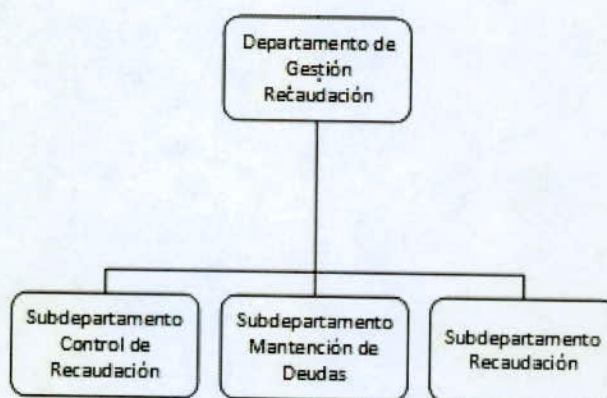 Departamento de
Gestión
Recaudación
Subdepartamento
Control de
Recaudación
Subdepartamento
Mantención de
Deudas
Subdepartamento
Recaudación